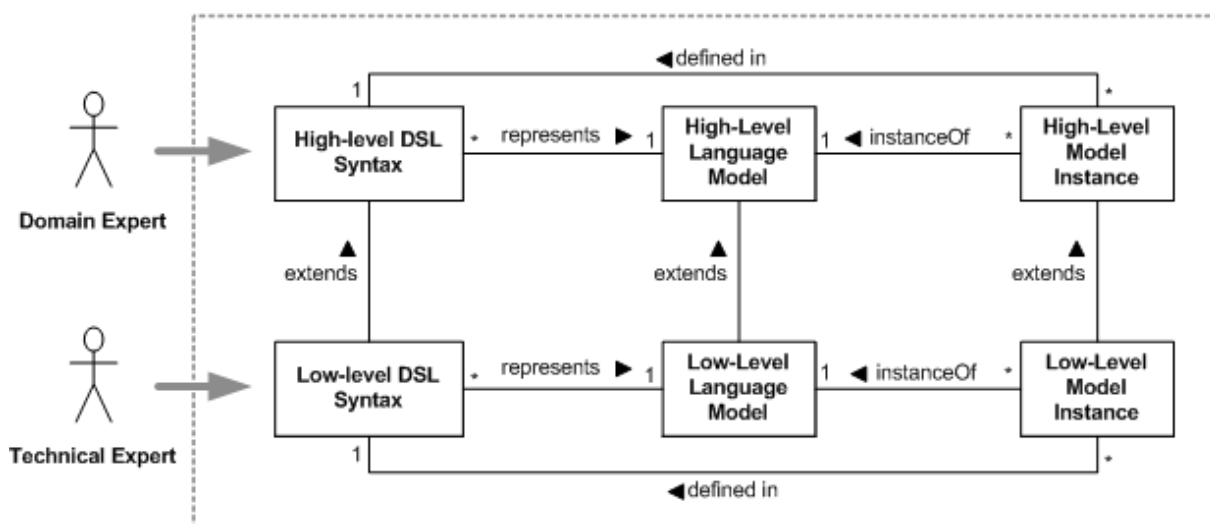 ◀ defined in
1
*
High-level DSL
Syntax
*
represents ▶
1
High-Level
Language
Model
1
◀ instanceOf
*
High-Level
Model
Instance
Domain Expert
▲
extends
▲
extends
▲
extends
Low-level DSL
Syntax
*
represents ▶
1
Low-Level
Language
Model
1
◀ instanceOf
*
Low-Level
Model
Instance
Technical Expert
1
*
◀ defined in